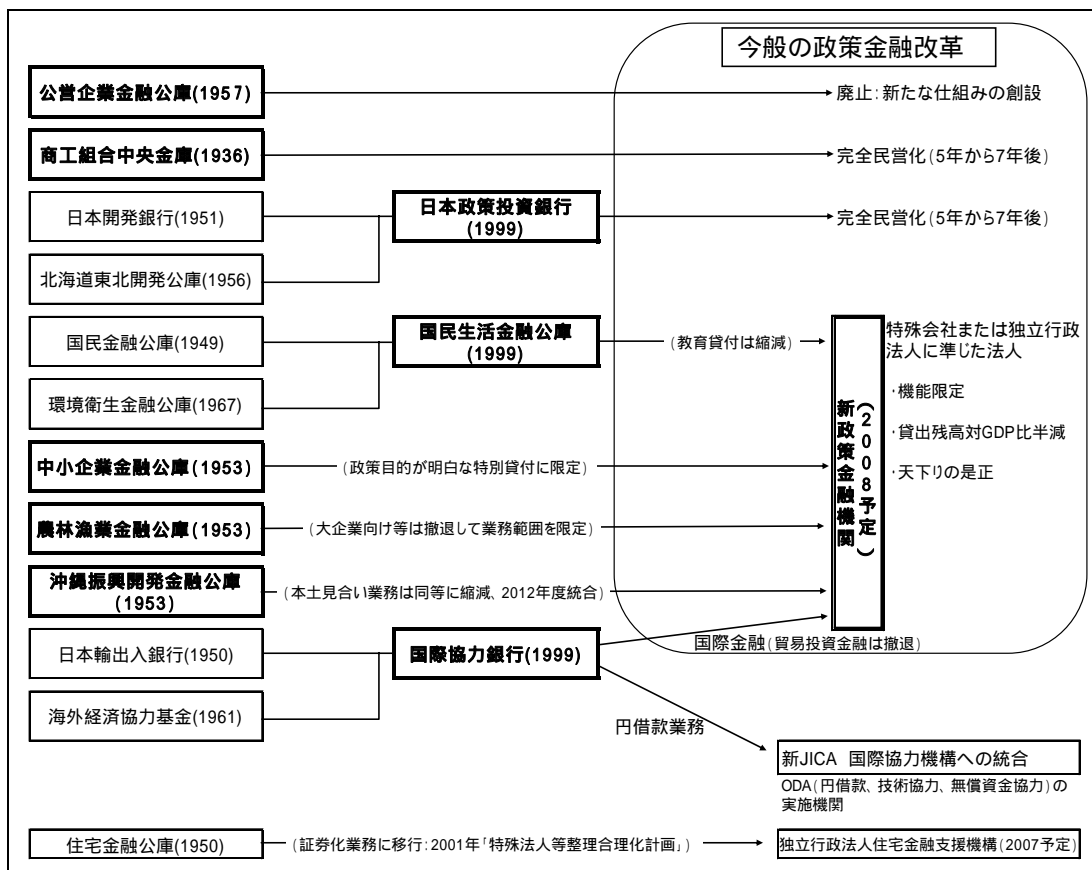 今般の政策金融改革
公営企業金融公庫(1957)
廃止:新たな仕組みの創設
商工組合中央金庫(1936)
完全民営化(5年から7年後)
日本開発銀行(1951)
日本政策投資銀行
(1999)
完全民営化(5年から7年後)
北海道東北開発公庫(1956)
国民金融公庫(1949)
国民生活金融公庫
(1999)
(教育貸付は縮減)
環境衛生金融公庫(1967)
中小企業金融公庫(1953)
(政策目的が明白な特別貸付に限定)
農林漁業金融公庫(1953)
(大企業向け等は撤退して業務範囲を限定)
沖縄振興開発金融公庫
(1953)
(本土見合い業務は同等に縮減、2012年度統合)
新政策金融機関
(2008予定)
特殊会社または独立行政
法人に準じた法人
・機能限定
・貸出残高対GDP比半減
・天下りの是正
日本輸出入銀行(1950)
国際協力銀行(1999)
国際金融(貿易投資金融は撤退)
海外経済協力基金(1961)
円借款業務
新JICA 国際協力機構への統合
ODA(円借款、技術協力、無償資金協力)の
実施機関
住宅金融公庫(1950)
(証券化業務に移行:2001年「特殊法人等整理合理化計画」)
独立行政法人住宅金融支援機構(2007予定)